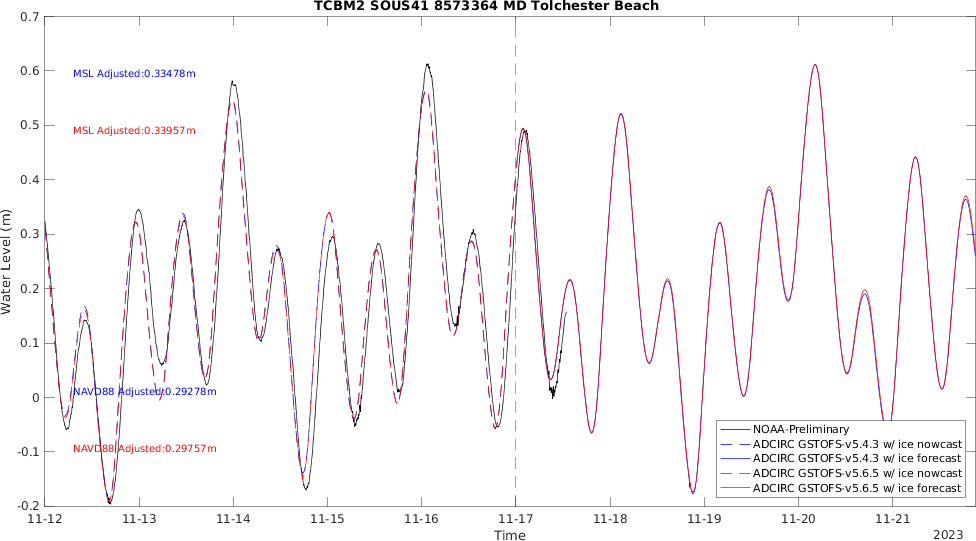 TCBM2 SOUS41 8573364 MD Tolchester Beach
0.7
0.6
0.5
0.4
0.3
0.2
0.1
0
-0.1
-0.2
Water Level (m)
MSL Adjusted:0.33478m
MSL Adjusted:0.33957m
NAVD88 Adjusted:0.29278m
NAVD88 Adjusted:0.29757m
NOAA-Preliminary
ADCIRC GSTOFS-v5.4.3 w/ ice nowcast
ADCIRC GSTOFS-v5.4.3 w/ ice forecast
ADCIRC GSTOFS-v5.6.5 w/ ice nowcast
ADCIRC GSTOFS-v5.6.5 w/ ice forecast
11-12 11-13 11-14 11-15 11-16 11-17 11-18 11-19 11-20 11-21
Time
2023